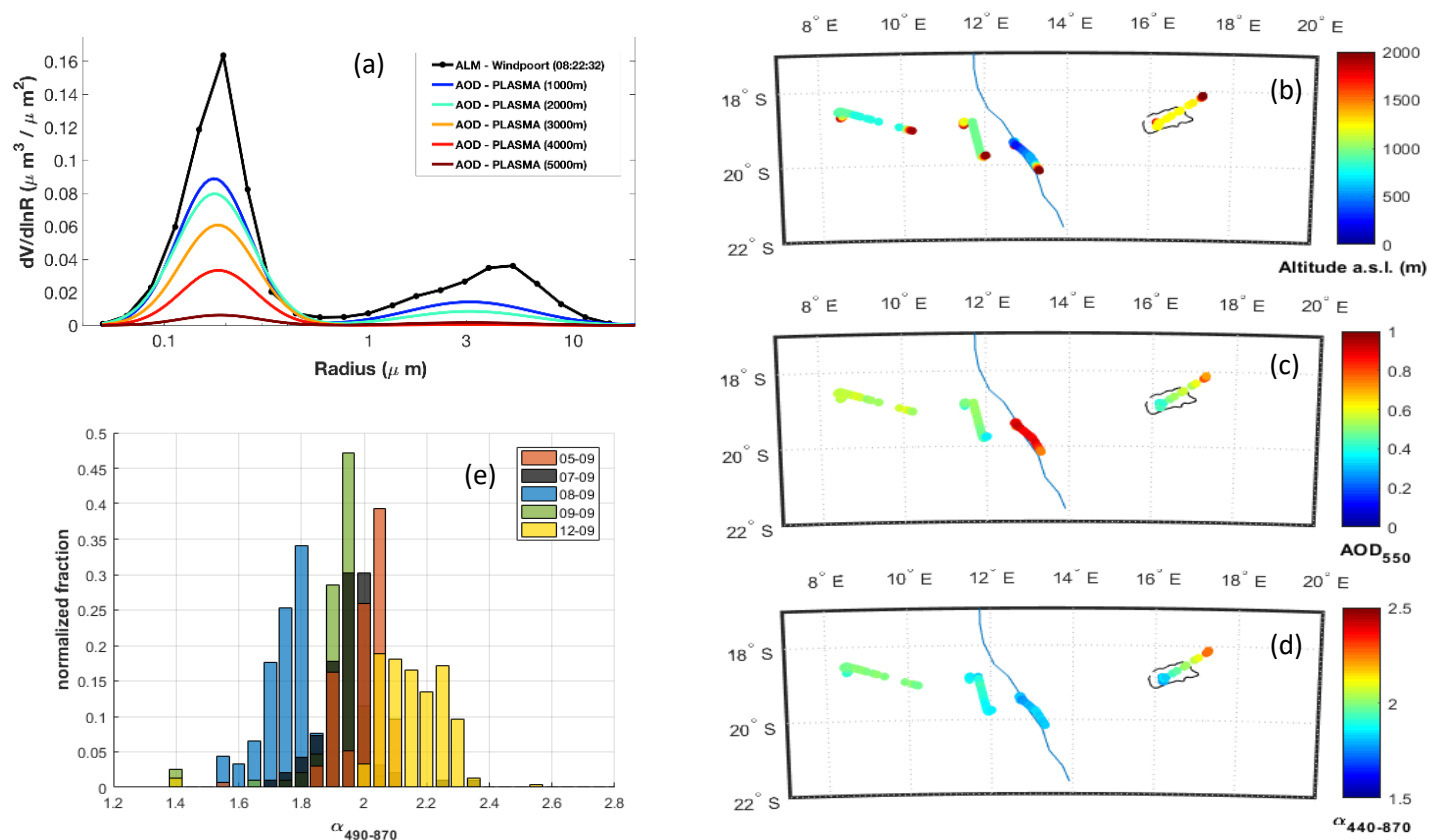 (a)
ALM - Windpoort (08:22:32)
AOD - PLASMA (1000m)
AOD - PLASMA (2000m)
AOD - PLASMA (3000m)
AOD - PLASMA (4000m)
AOD - PLASMA (5000m)
0.16
0.14
0.12
0.1
0.08
0.06
0.04
0.02
0
dV/dlnR (μ m³ / μ m²)
0.1 1 3 10
Radius (μ m)
8° E 10° E 12° E 14° E 16° E 18° E 20° E
(b)
18° S
20° S
22° S
2000
1500
1000
500
0
Altitude a.s.l. (m)
8° E 10° E 12° E 14° E 16° E 18° E 20° E
(c)
18° S
20° S
22° S
1
0.8
0.6
0.4
0.2
0
AOD₅₅₀
8° E 10° E 12° E 14° E 16° E 18° E 20° E
(d)
18° S
20° S
22° S
2.5
2
1.5
α₄₄₀₋₈₇₀
(e)
05-09
07-09
08-09
09-09
12-09
0.5
0.45
0.4
0.35
0.3
0.25
0.2
0.15
0.1
0.05
0
normalized fraction
1.2 1.4 1.6 1.8 2 2.2 2.4 2.6 2.8
α₄₉₀₋₈₇₀